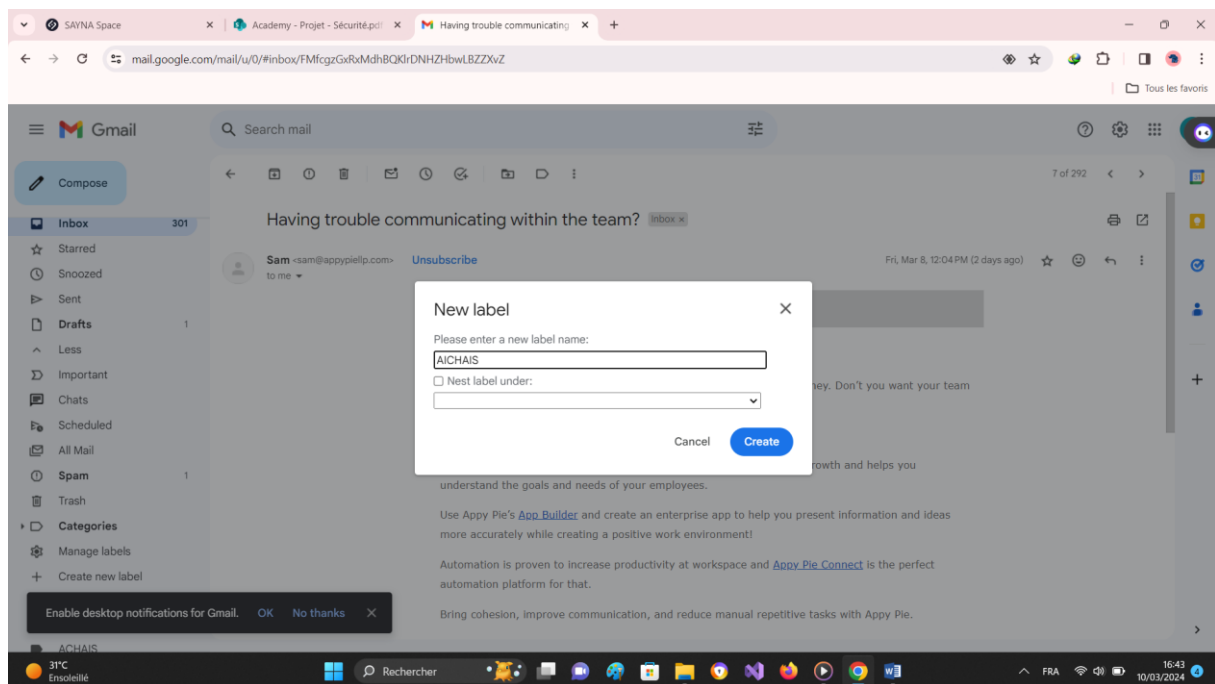 SAYNA Space
Academy - Projet - Sécurité.pdf
Having trouble communicating
mail.google.com/mail/u/0/#inbox/FMfcgzGxRxMdhBQKlrDNHZHbwLBZZXvZ
Tous les favoris
Gmail
Search mail
Compose
7 of 292
Inbox 301
Having trouble communicating within the team? Inbox x
Starred
Sam <sam@appypiellp.com> Unsubscribe
Fri, Mar 8, 12:04 PM (2 days ago)
to me
Snoozed
Sent
Drafts 1
Less
Important
Chats
Scheduled
All Mail
Spam 1
Trash
Categories
Manage labels
Create new label
New label
Please enter a new label name:
AICHAIS
Nest label under:
Cancel Create
ney. Don't you want your team
rowth and helps you
understand the goals and needs of your employees.
Use Appy Pie's App Builder and create an enterprise app to help you present information and ideas
more accurately while creating a positive work environment!
Automation is proven to increase productivity at workspace and Appy Pie Connect is the perfect
automation platform for that.
Bring cohesion, improve communication, and reduce manual repetitive tasks with Appy Pie.
Enable desktop notifications for Gmail. OK No thanks
ACHAIS
31°C
Ensoleillé
Rechercher
FRA
16:43
10/03/2024
4